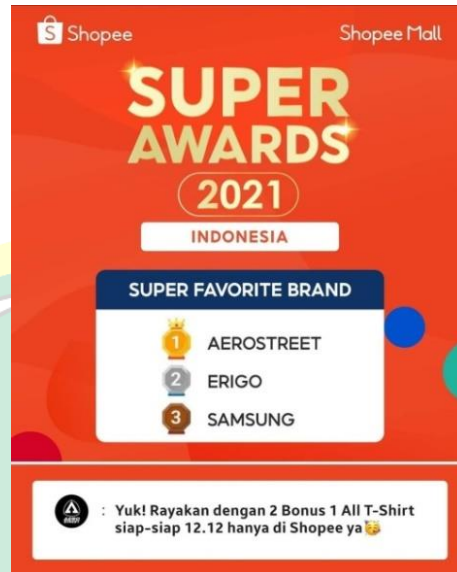 Shopee
Shopee Mall
SUPER
AWARDS
2021
INDONESIA
SUPER FAVORITE BRAND
1 AEROSTREET
2 ERIGO
3 SAMSUNG
: Yuk! Rayakan dengan 2 Bonus 1 All T-Shirt
siap-siap 12.12 hanya di Shopee ya🥳